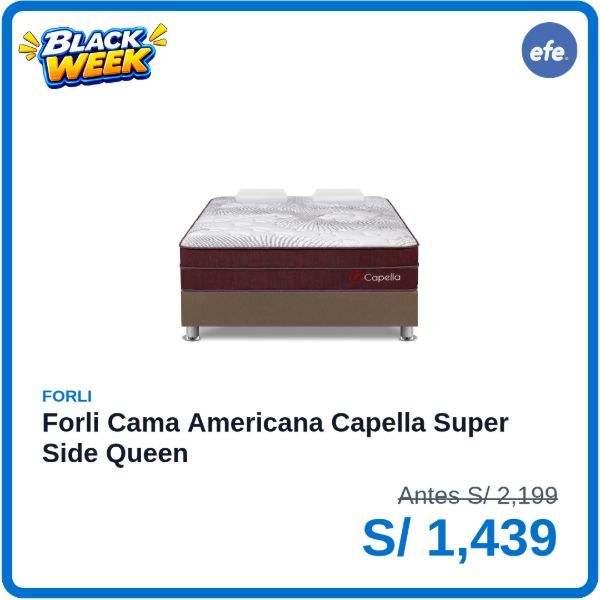 BLACK
WEEK
efe.
Capella
FORLI
Forli Cama Americana Capella Super
Side Queen
Antes S/ 2,199
S/ 1,439